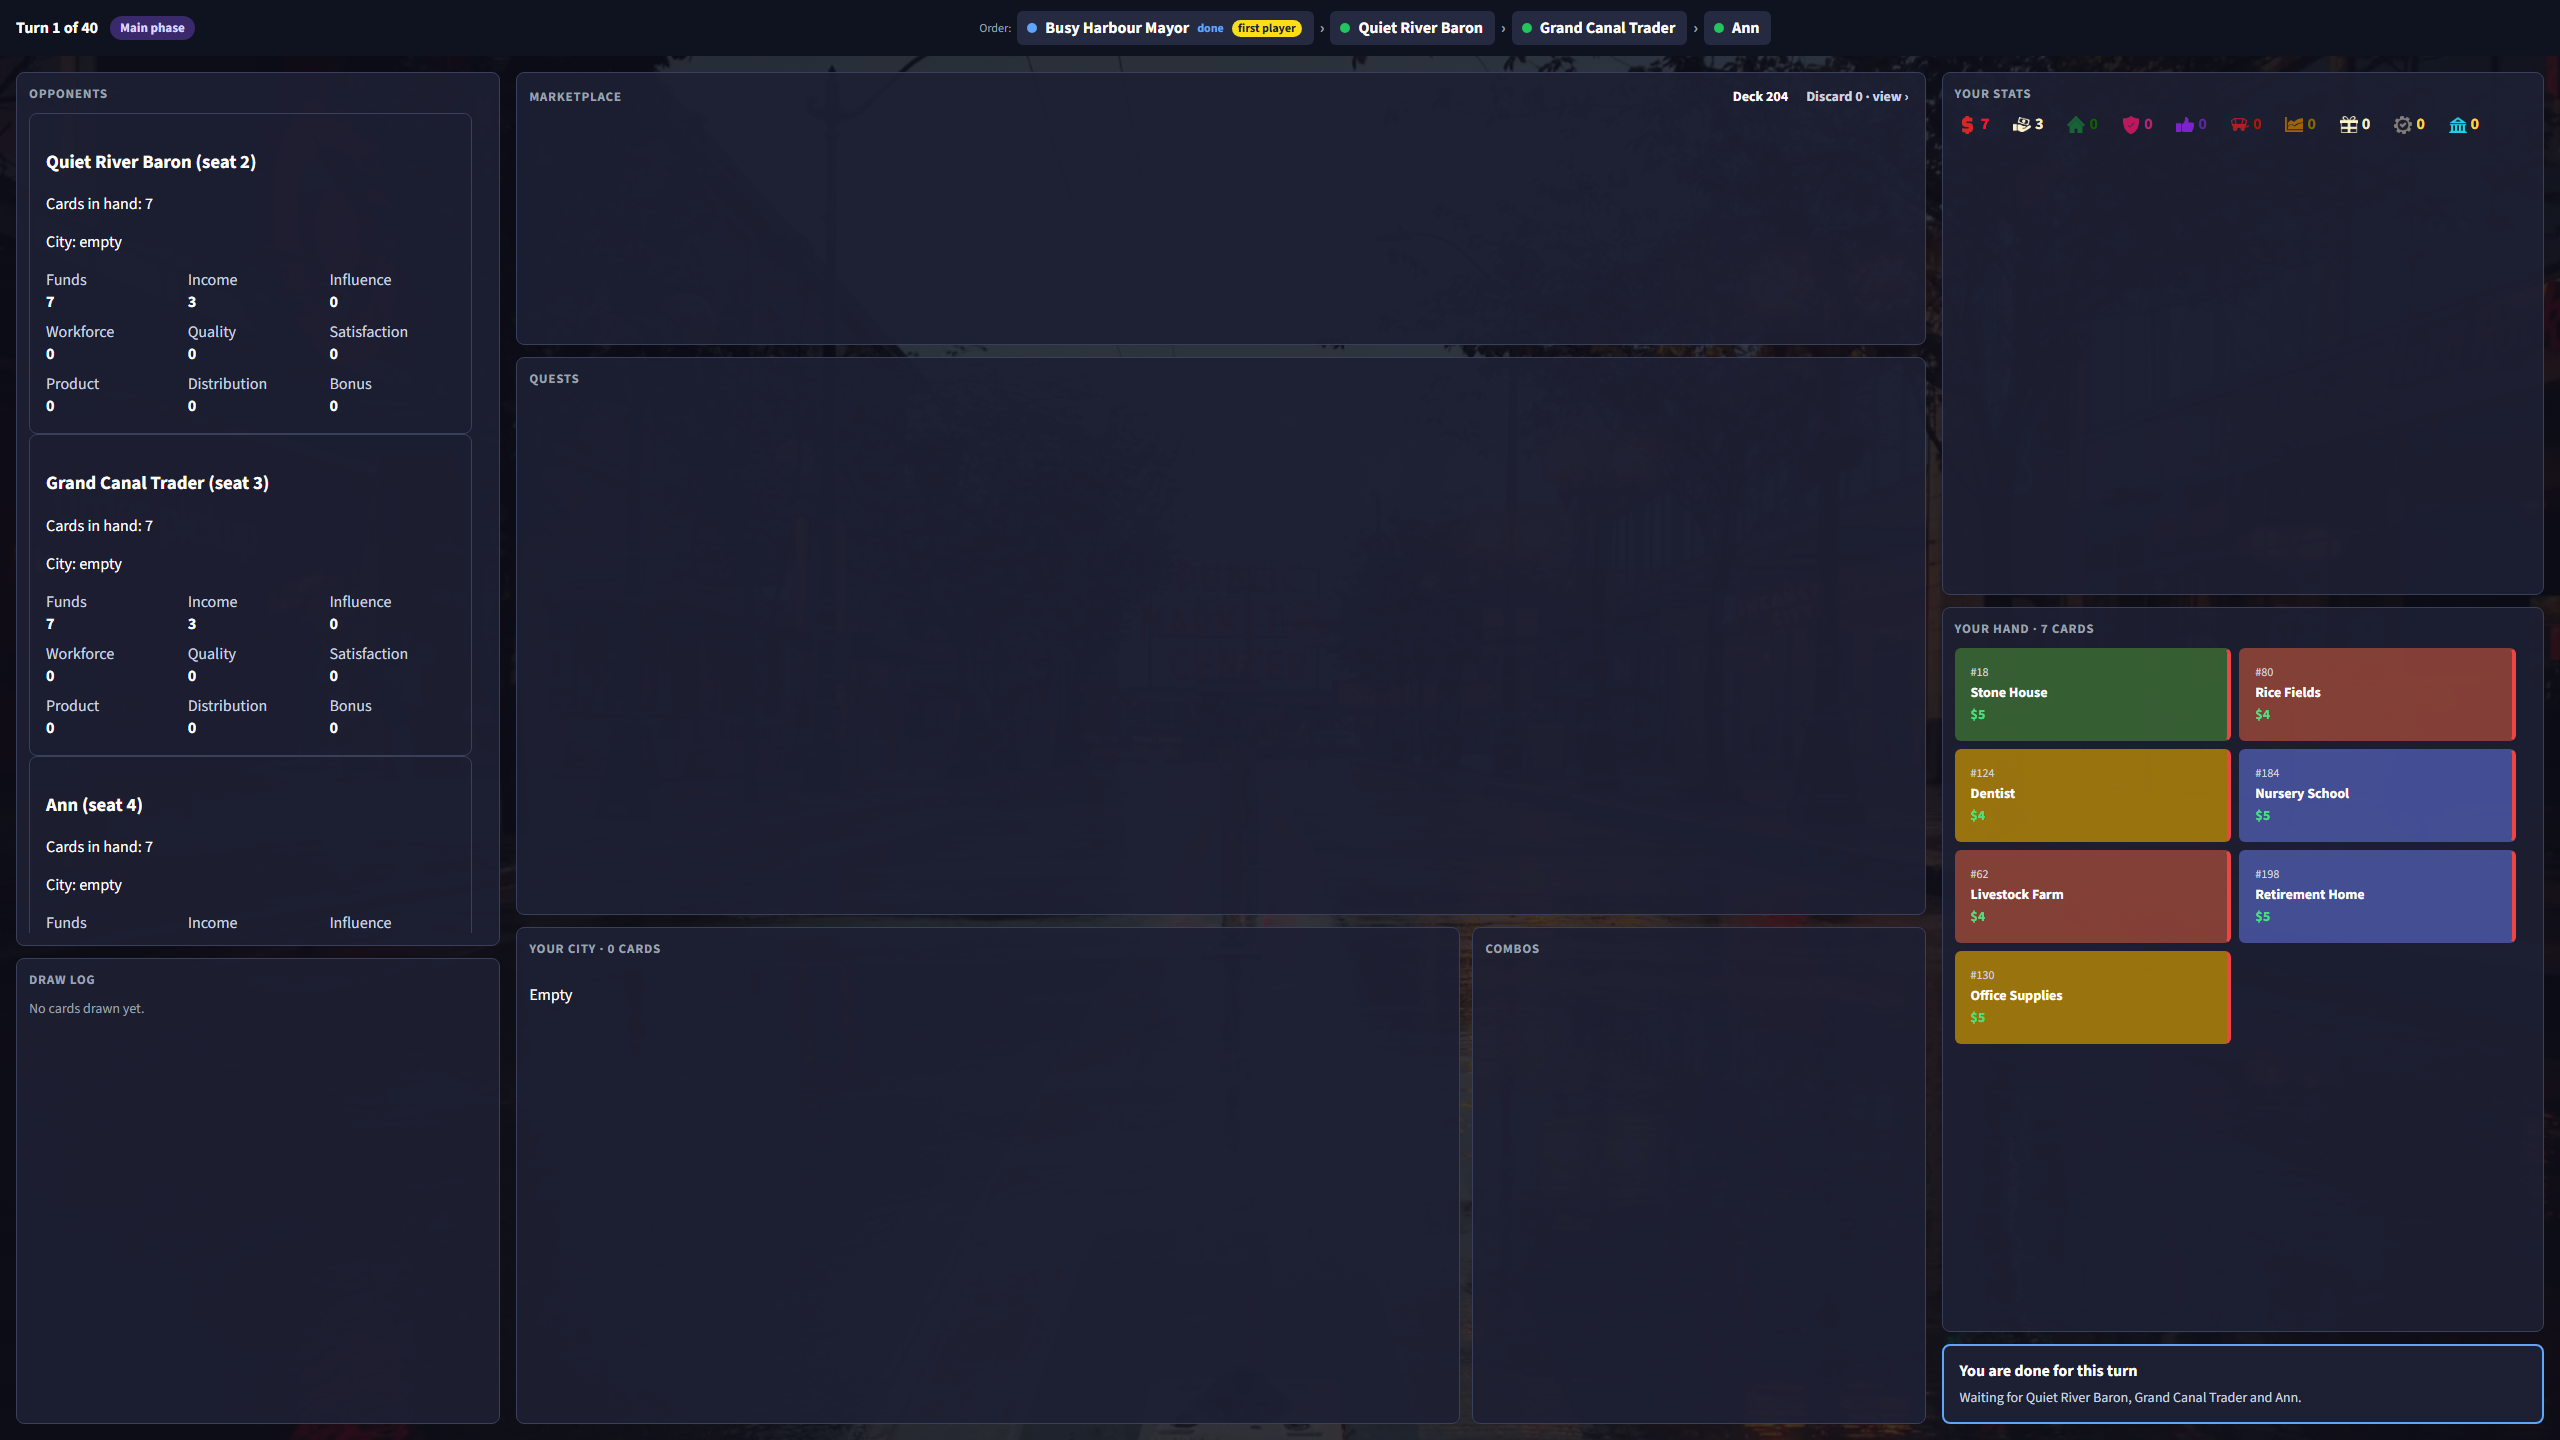 Turn 1 of 40 Main phase
Order: Busy Harbour Mayor done first player › Quiet River Baron › Grand Canal Trader › Ann
OPPONENTS
Quiet River Baron (seat 2)
Cards in hand: 7
City: empty
Funds Income Influence
7 3 0
Workforce Quality Satisfaction
0 0 0
Product Distribution Bonus
0 0 0
Grand Canal Trader (seat 3)
Cards in hand: 7
City: empty
Funds Income Influence
7 3 0
Workforce Quality Satisfaction
0 0 0
Product Distribution Bonus
0 0 0
Ann (seat 4)
Cards in hand: 7
City: empty
Funds Income Influence
DRAW LOG
No cards drawn yet.
MARKETPLACE
Deck 204 Discard 0 · view ›
QUESTS
YOUR CITY · 0 CARDS
Empty
COMBOS
YOUR STATS
7 3 0 0 0 0 0 0 0 0
YOUR HAND · 7 CARDS
#18
Stone House
$5
#80
Rice Fields
$4
#124
Dentist
$4
#184
Nursery School
$5
#62
Livestock Farm
$4
#198
Retirement Home
$5
#130
Office Supplies
$5
You are done for this turn
Waiting for Quiet River Baron, Grand Canal Trader and Ann.